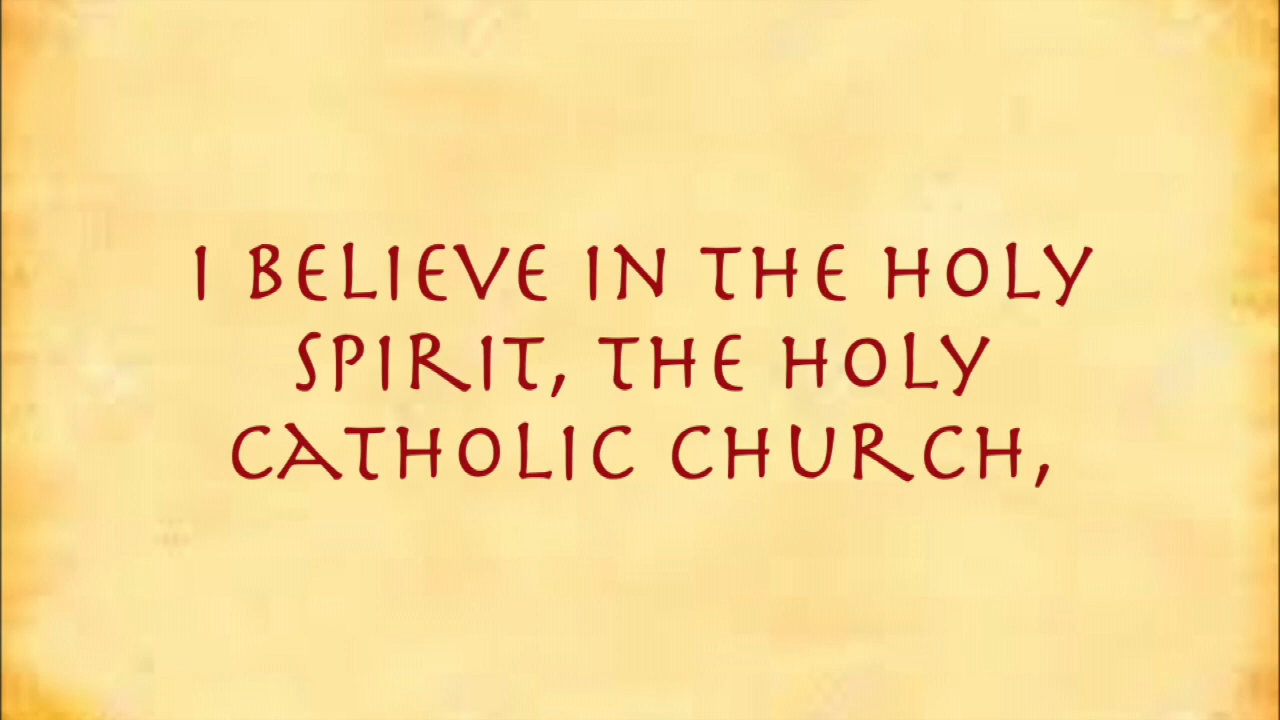 I BELIEVE IN THE HOLY
SPIRIT, THE HOLY
CATHOLIC CHURCH,